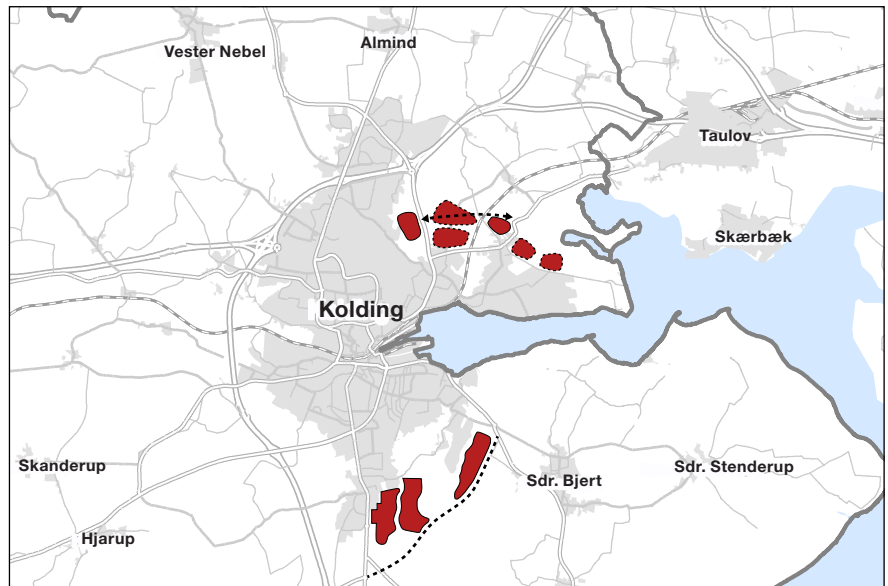 Almind
Vester Nebel
Taulov
Skærbæk
Kolding
Skanderup
Sdr. Bjert
Sdr. Stenderup
Hjarup